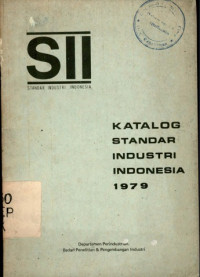 SII
STANDAR INDUSTRI INDONESIA
KATALOG
STANDAR
INDUSTRI
INDONESIA
1979
Departemen Perindustrian
Badan Penelitian & Pengembangan Industri